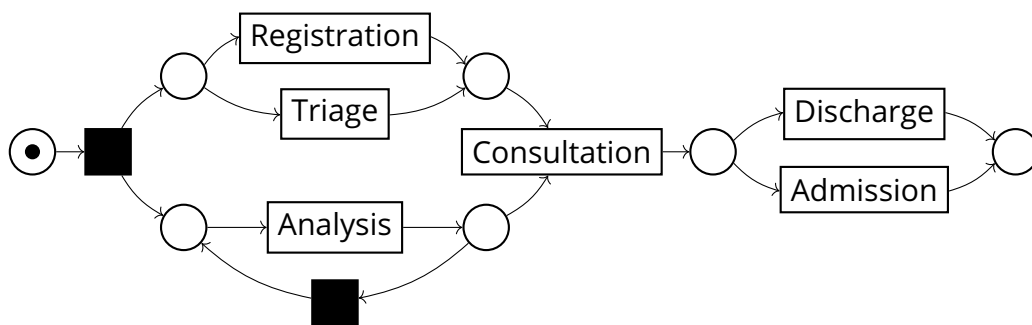 Registration
Triage
Discharge
Consultation
Admission
Analysis